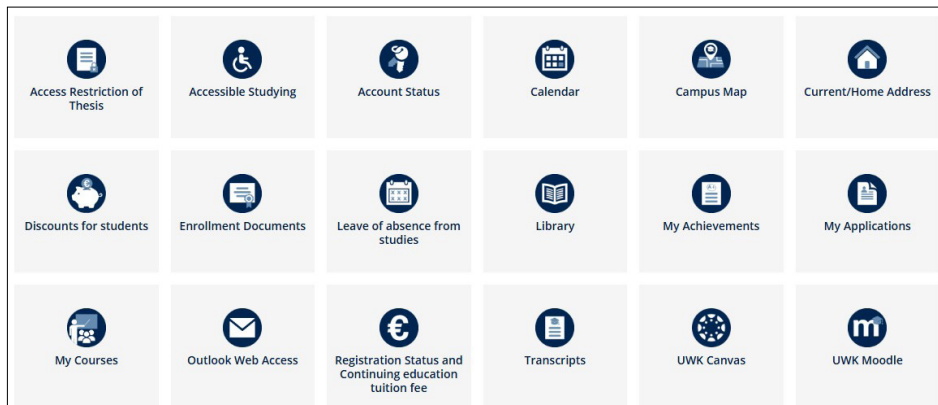 Access Restriction of
Thesis
Accessible Studying
Account Status
Calendar
Campus Map
Current/Home Address
Discounts for students
Enrollment Documents
Leave of absence from
studies
Library
My Achievements
My Applications
My Courses
Outlook Web Access
Registration Status and
Continuing education
tuition fee
Transcripts
UWK Canvas
m
UWK Moodle